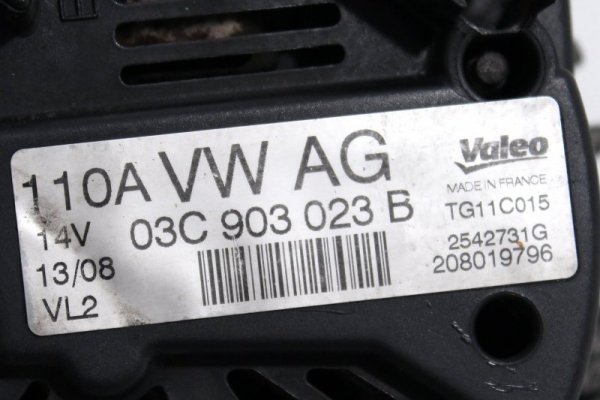 110A VW AG
14V 03C 903 023 B
13/08
VL2
Valeo
MADE IN FRANCE
TG11C015
2542731G
208019796